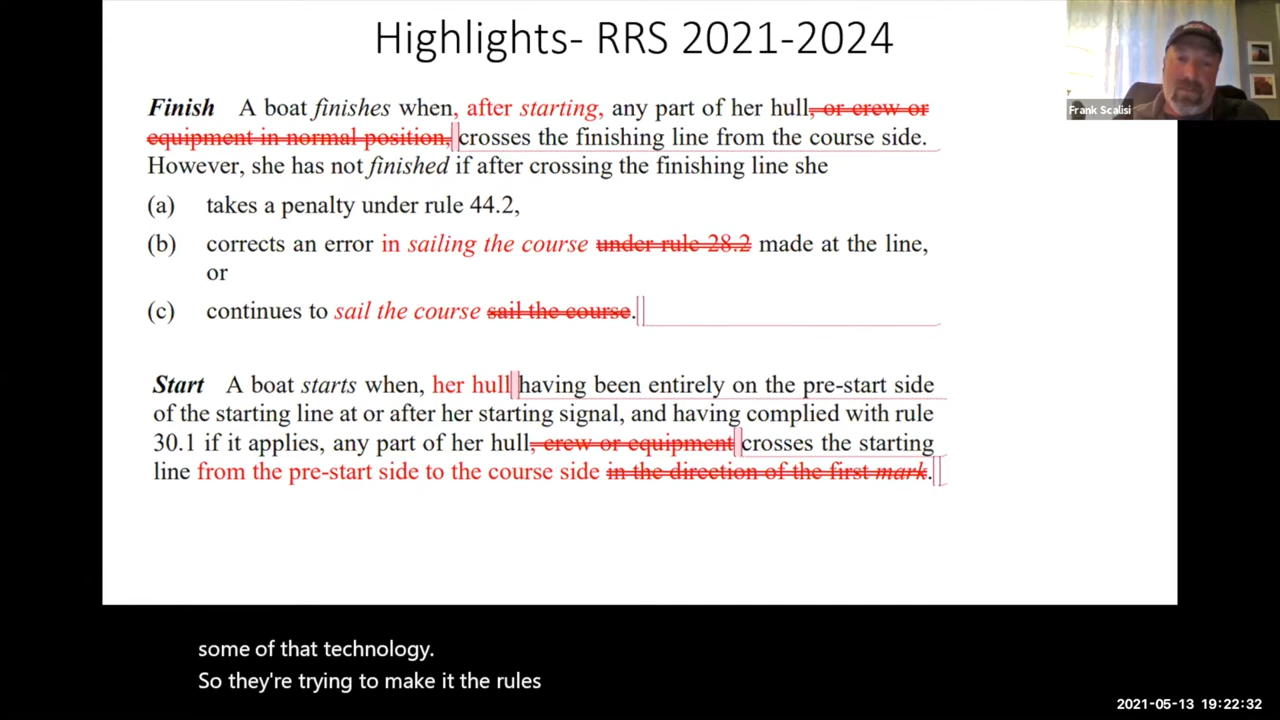 Highlights- RRS 2021-2024
Frank Scalisi
Finish A boat finishes when, after starting, any part of her hull, or crew or
equipment in normal position, crosses the finishing line from the course side.
However, she has not finished if after crossing the finishing line she
(a) takes a penalty under rule 44.2,
(b) corrects an error in sailing the course under rule 28.2 made at the line,
or
(c) continues to sail the course sail the course.
Start A boat starts when, her hull having been entirely on the pre-start side
of the starting line at or after her starting signal, and having complied with rule
30.1 if it applies, any part of her hull, crew or equipment crosses the starting
line from the pre-start side to the course side in the direction of the first mark.
some of that technology.
So they're trying to make it the rules
2021-05-13 19:22:32